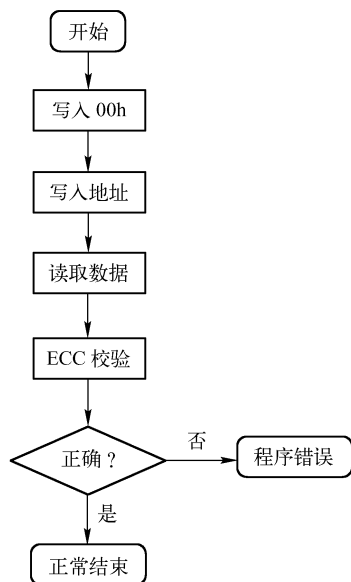 开始
写入 00h
写入地址
读取数据
ECC 校验
正确？
否
程序错误
是
正常结束